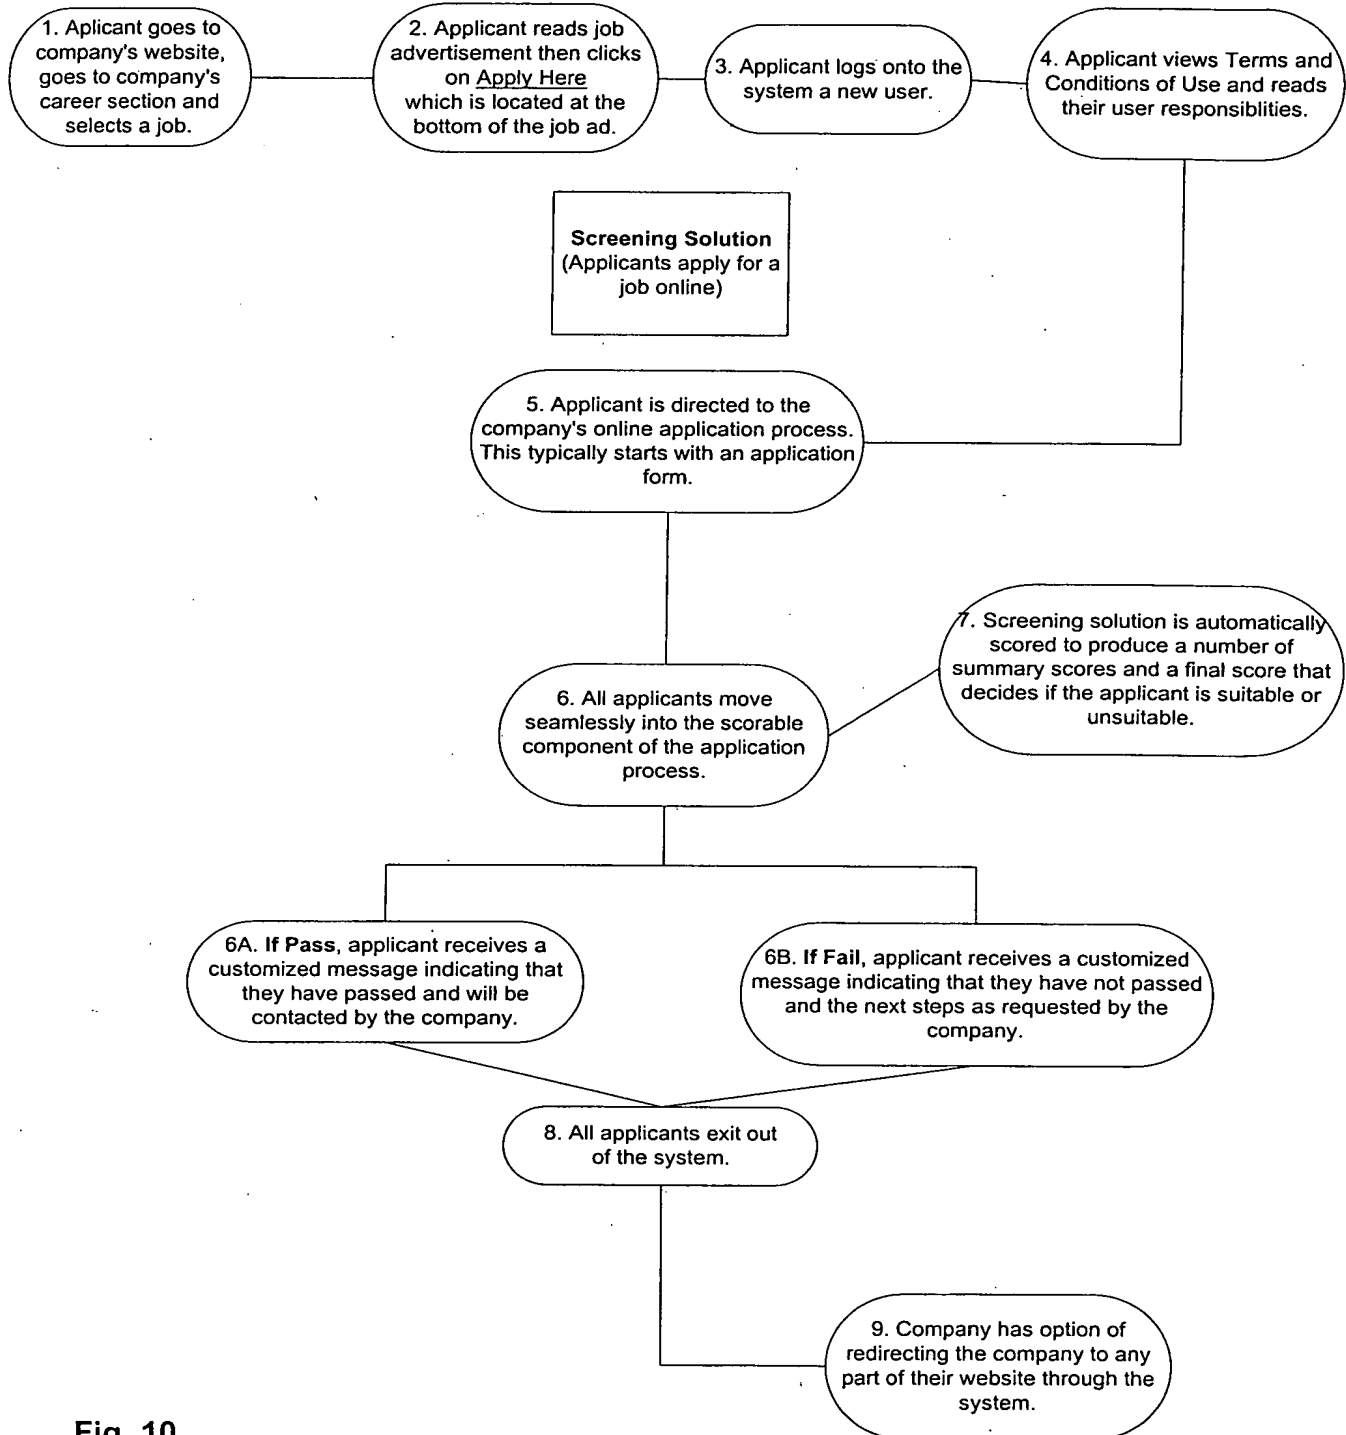 1. Aplicant goes to
company's website,
goes to company's
career section and
selects a job.
2. Applicant reads job
advertisement then clicks
on Apply Here
which is located at the
bottom of the job ad.
3. Applicant logs onto the
system a new user.
4. Applicant views Terms and
Conditions of Use and reads
their user responsiblities.
Screening Solution
(Applicants apply for a
job online)
5. Applicant is directed to the
company's online application process.
This typically starts with an application
form.
7. Screening solution is automatically
scored to produce a number of
summary scores and a final score that
decides if the applicant is suitable or
unsuitable.
6. All applicants move
seamlessly into the scorable
component of the application
process.
6A. If Pass, applicant receives a
customized message indicating that
they have passed and will be
contacted by the company.
6B. If Fail, applicant receives a customized
message indicating that they have not passed
and the next steps as requested by the
company.
8. All applicants exit out
of the system.
9. Company has option of
redirecting the company to any
part of their website through the
system.
Fig. 10